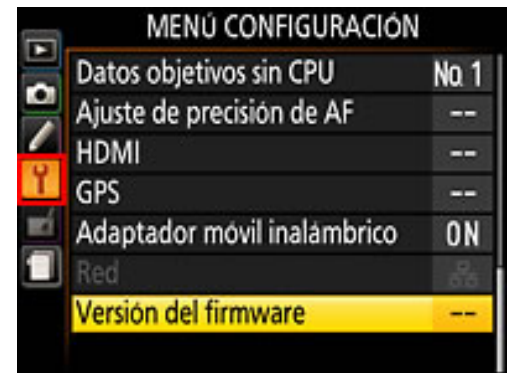 MENÚ CONFIGURACIÓN
Datos objetivos sin CPU No. 1
Ajuste de precisión de AF --
HDMI --
GPS --
Adaptador móvil inalámbrico ON
Red
Versión del firmware --